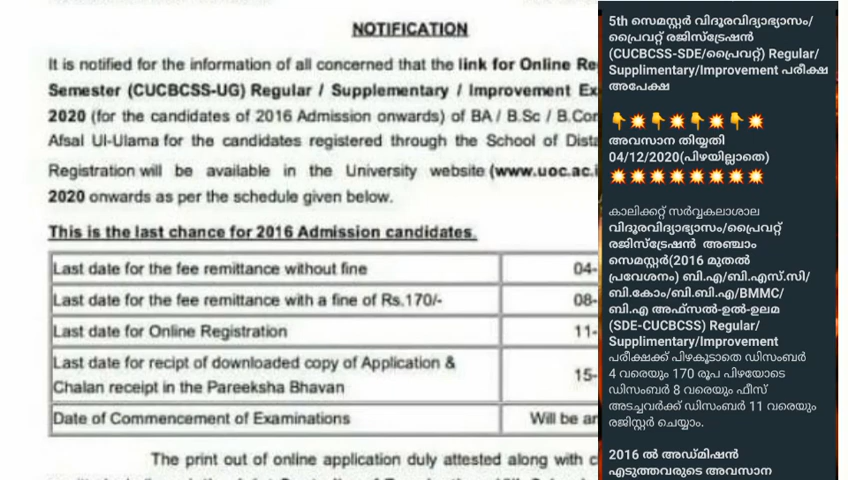 NOTIFICATION
It is notified for the information of all concerned that the link for Online Re
Semester (CUCBCSS-UG) Regular / Supplementary / Improvement Ex
2020 (for the candidates of 2016 Admission onwards) of BA / B.Sc / B.Com
Afsal Ul-Ulama for the candidates registered through the School of Dista
Registration will be available in the University website (www.uoc.ac.i
2020 onwards as per the schedule given below.
This is the last chance for 2016 Admission candidates.
Last date for the fee remittance without fine 04-
Last date for the fee remittance with a fine of Rs.170/- 08-
Last date for Online Registration 11-
Last date for recipt of downloaded copy of Application &
Chalan receipt in the Pareeksha Bhavan 15-
Date of Commencement of Examinations Will be an
The print out of online application duly attested along with c
5th സെമസ്റ്റർ വിദൂരവിദ്യാഭ്യാസം/
പ്രൈവറ്റ് രജിസ്ട്രേഷൻ
(CUCBCSS-SDE/പ്രൈവറ്റ്) Regular/
Supplimentary/Improvement പരീക്ഷ
അപേക്ഷ
👇💥👇💥👇💥👇💥
അവസാന തിയ്യതി
04/12/2020(പിഴയില്ലാതെ)
💥💥💥💥💥💥💥💥
കാലിക്കറ്റ് സർവ്വകലാശാല
വിദൂരവിദ്യാഭ്യാസം/പ്രൈവറ്റ്
രജിസ്ട്രേഷൻ അഞ്ചാം
സെമസ്റ്റർ(2016 മുതൽ
പ്രവേശനം) ബി.എ/ബി.എസ്.സി/
ബി.കോം/ബി.ബി.എ/BMMC/
ബി.എ അഫ്സൽ-ഉൽ-ഉലമ
(SDE-CUCBCSS) Regular/
Supplimentary/Improvement
പരീക്ഷക്ക് പിഴകൂടാതെ ഡിസംബർ
4 വരെയും 170 രൂപ പിഴയോടെ
ഡിസംബർ 8 വരെയും ഫീസ്
അടച്ചവർക്ക് ഡിസംബർ 11 വരെയും
രജിസ്റ്റർ ചെയ്യാം.
2016 ൽ അഡ്മിഷൻ
എടുത്തവരുടെ അവസാന